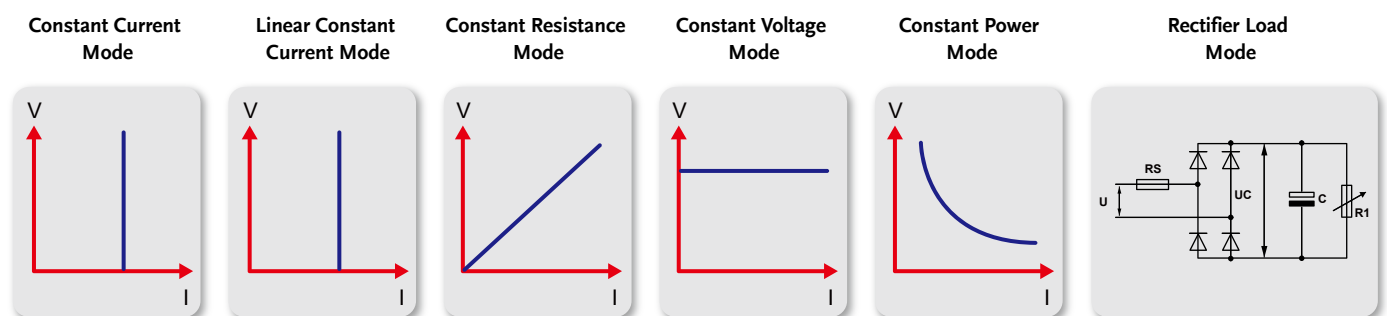 Constant Current
Mode
Linear Constant
Current Mode
Constant Resistance
Mode
Constant Voltage
Mode
Constant Power
Mode
Rectifier Load
Mode
V
I
V
I
V
I
V
I
V
I
RS
U
UC
C
R1